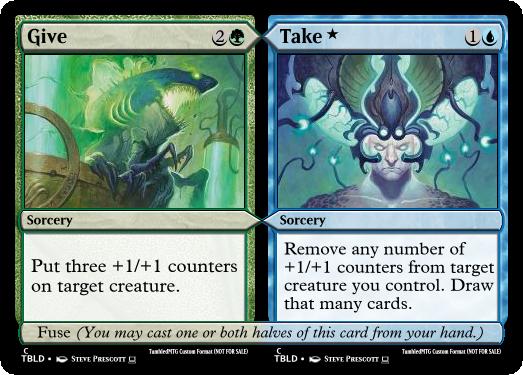 Give 2
Sorcery
Put three +1/+1 counters
on target creature.
Take ★ 1
Sorcery
Remove any number of
+1/+1 counters from target
creature you control. Draw
that many cards.
Fuse (You may cast one or both halves of this card from your hand.)
C
TBLD • STEVE PRESCOTT
TumbledMTG Custom Format (NOT FOR SALE)
C
TBLD • STEVE PRESCOTT
TumbledMTG Custom Format (NOT FOR SALE)